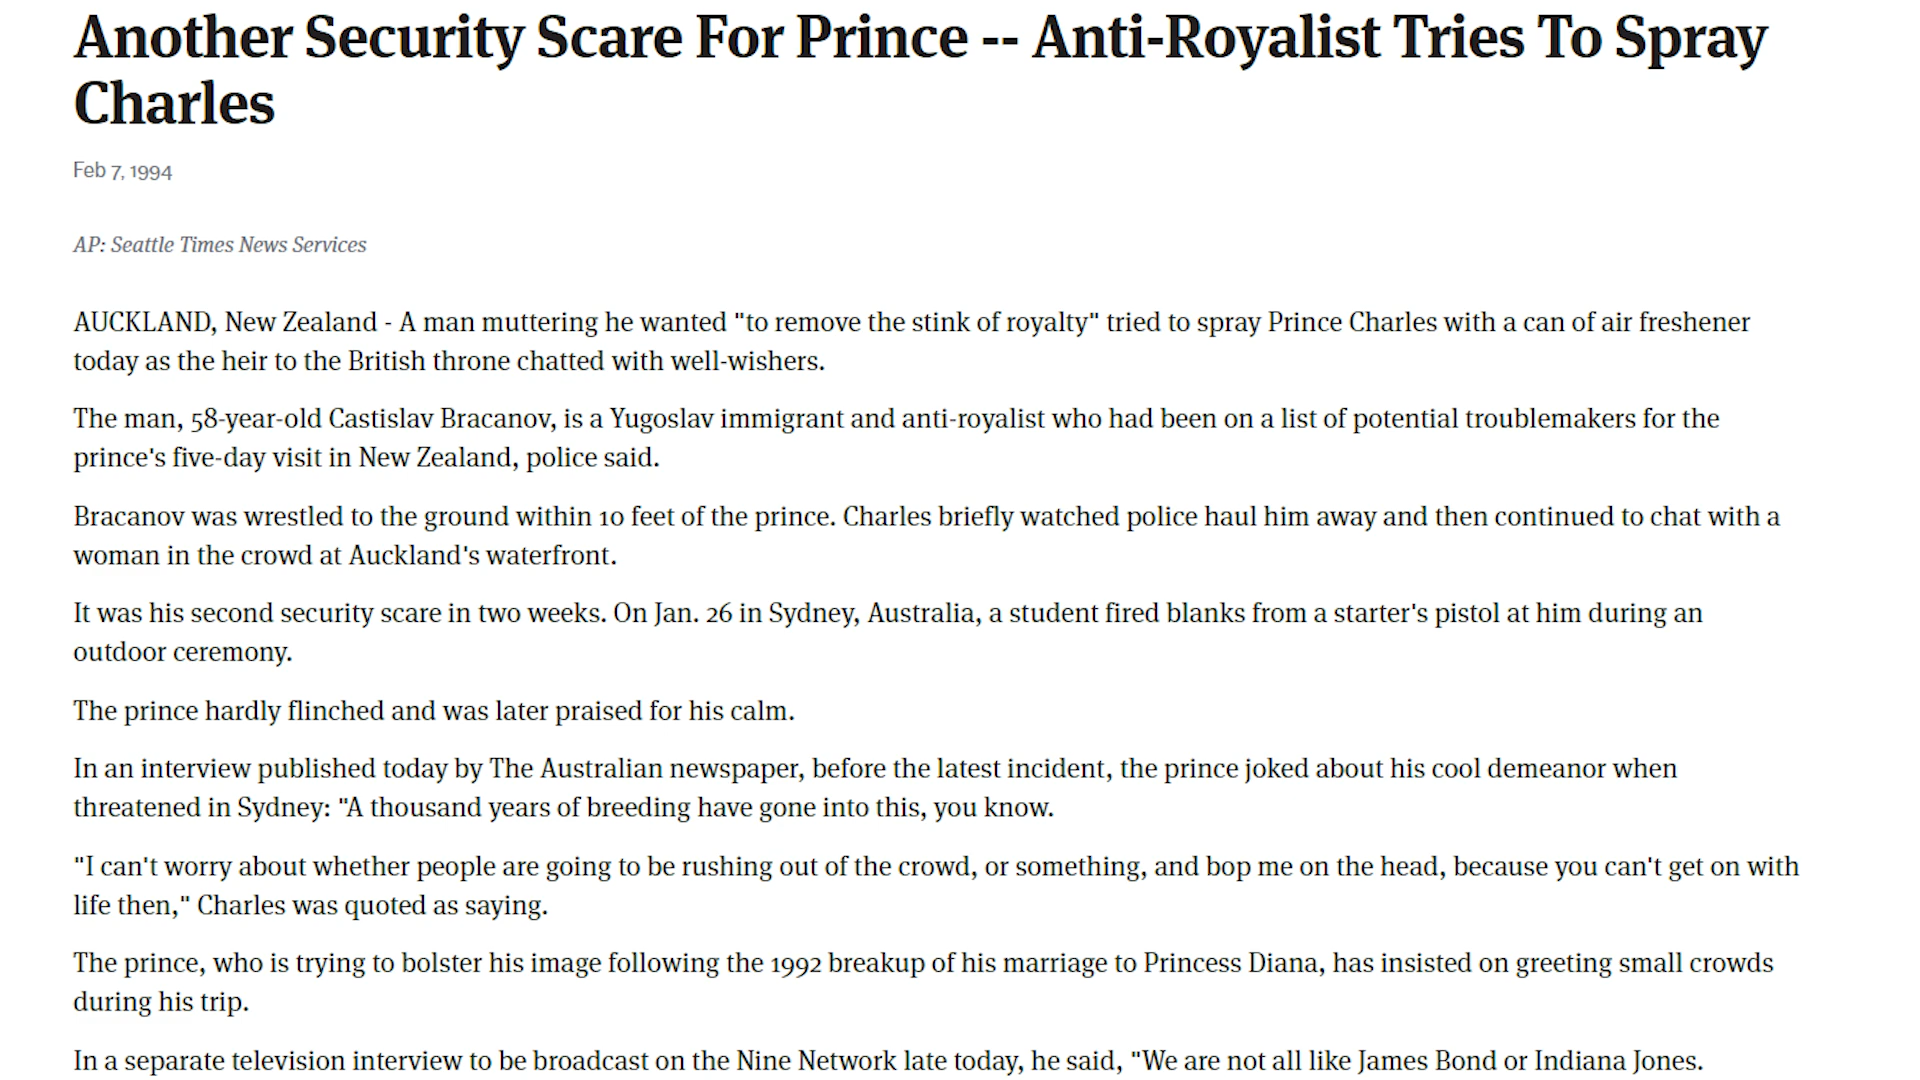 Another Security Scare For Prince -- Anti-Royalist Tries To Spray
Charles
Feb 7, 1994
AP: Seattle Times News Services
AUCKLAND, New Zealand - A man muttering he wanted "to remove the stink of royalty" tried to spray Prince Charles with a can of air freshener
today as the heir to the British throne chatted with well-wishers.
The man, 58-year-old Castislav Bracanov, is a Yugoslav immigrant and anti-royalist who had been on a list of potential troublemakers for the
prince's five-day visit in New Zealand, police said.
Bracanov was wrestled to the ground within 10 feet of the prince. Charles briefly watched police haul him away and then continued to chat with a
woman in the crowd at Auckland's waterfront.
It was his second security scare in two weeks. On Jan. 26 in Sydney, Australia, a student fired blanks from a starter's pistol at him during an
outdoor ceremony.
The prince hardly flinched and was later praised for his calm.
In an interview published today by The Australian newspaper, before the latest incident, the prince joked about his cool demeanor when
threatened in Sydney: "A thousand years of breeding have gone into this, you know.
"I can't worry about whether people are going to be rushing out of the crowd, or something, and bop me on the head, because you can't get on with
life then," Charles was quoted as saying.
The prince, who is trying to bolster his image following the 1992 breakup of his marriage to Princess Diana, has insisted on greeting small crowds
during his trip.
In a separate television interview to be broadcast on the Nine Network late today, he said, "We are not all like James Bond or Indiana Jones.